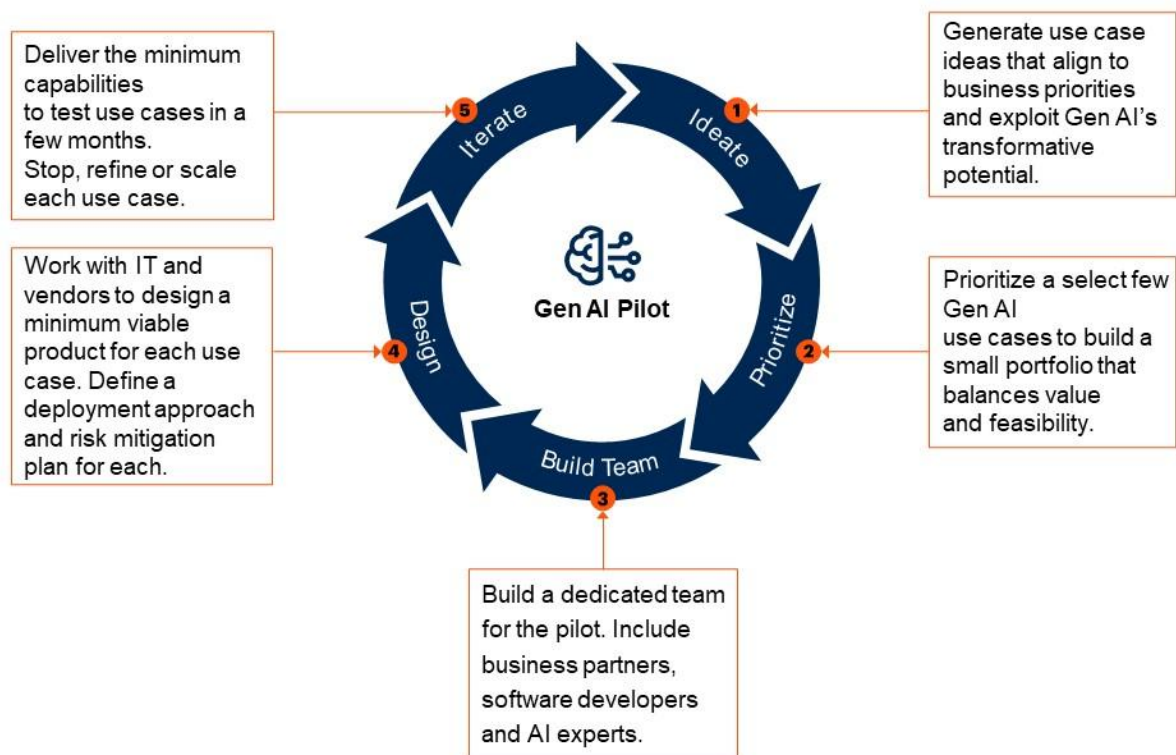 Generate use case
ideas that align to
business priorities
and exploit Gen AI's
transformative
potential.
1
Ideate
Prioritize a select few
Gen AI
use cases to build a
small portfolio that
balances value
and feasibility.
2
Prioritize
Build Team
3
Build a dedicated team
for the pilot. Include
business partners,
software developers
and AI experts.
Work with IT and
vendors to design a
minimum viable
product for each use
case. Define a
deployment approach
and risk mitigation
plan for each.
4
Design
Deliver the minimum
capabilities
to test use cases in a
few months.
Stop, refine or scale
each use case.
5
Iterate
Gen AI Pilot